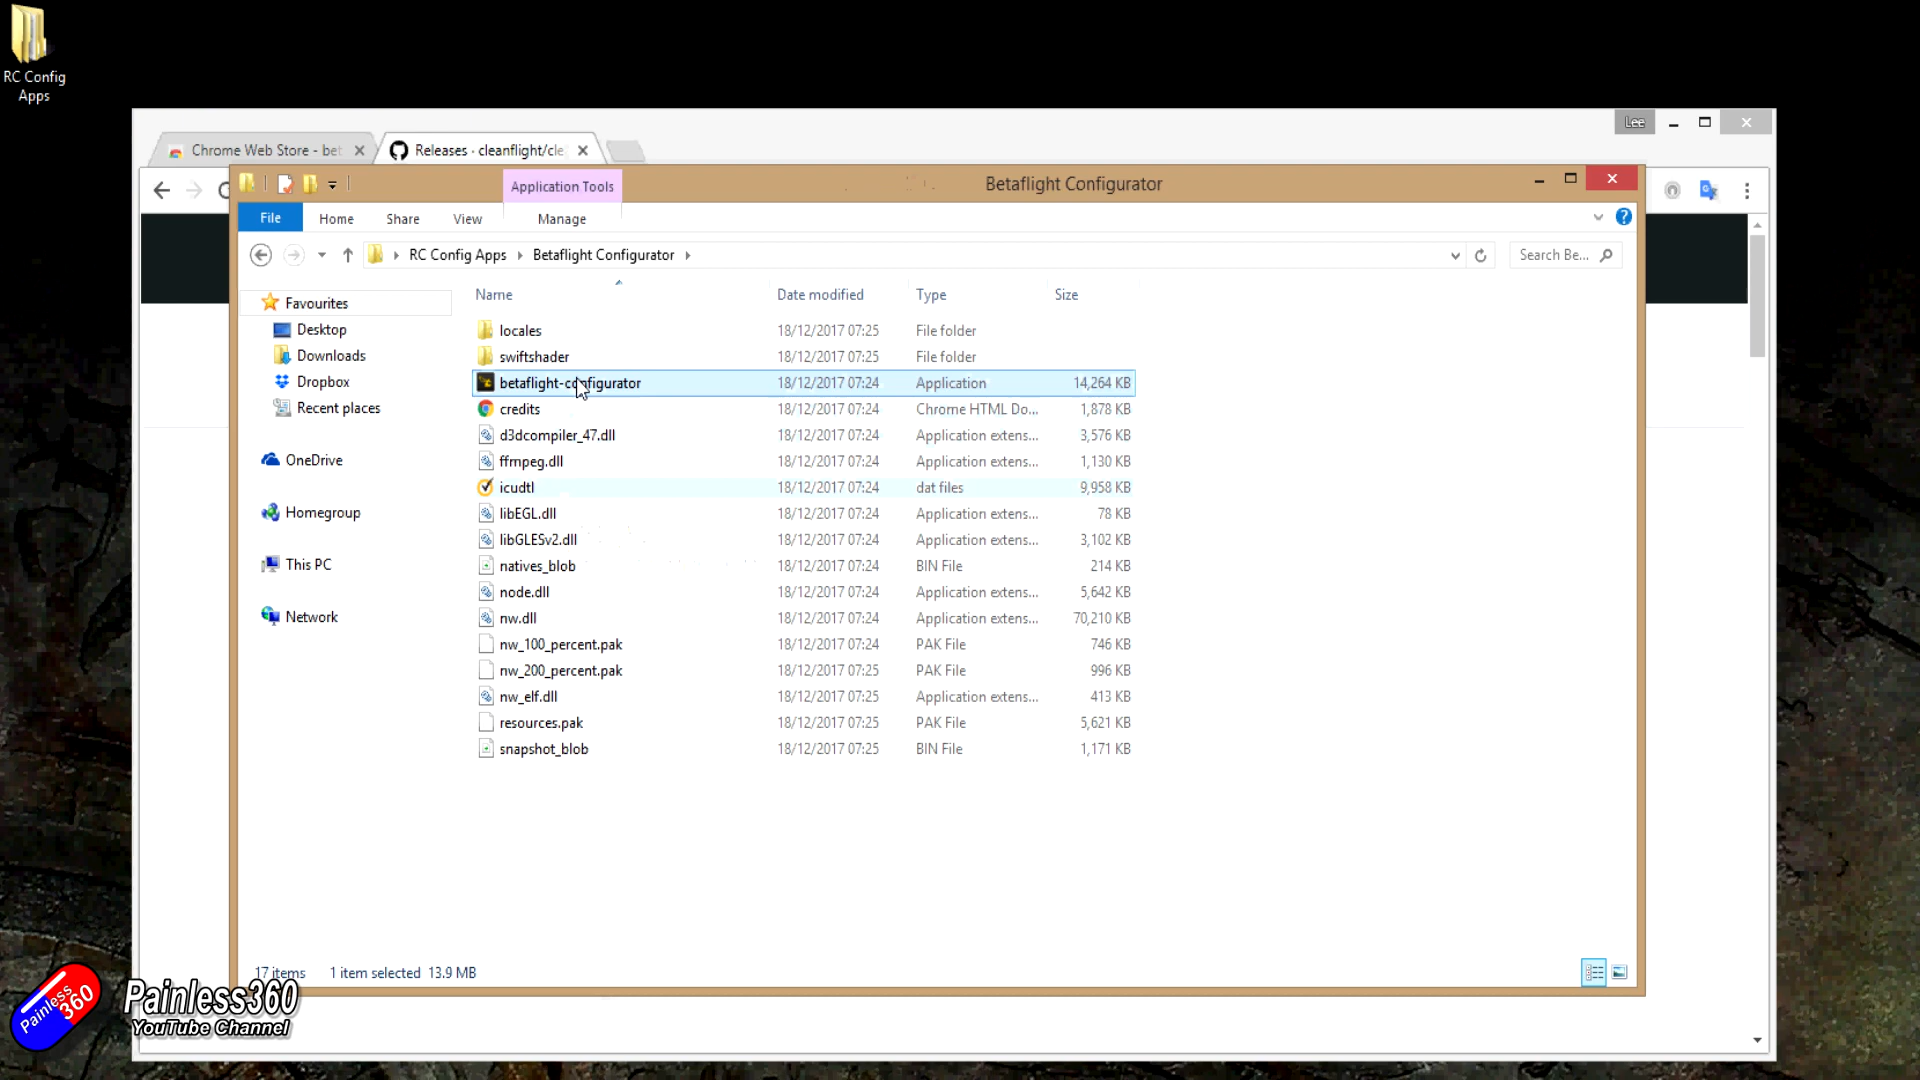 RC Config
Apps
Lee
Chrome Web Store - bet
Releases · cleanflight/cle
Application Tools
Betaflight Configurator
File
Home
Share
View
Manage
RC Config Apps
Betaflight Configurator
Search Be...
Name
Date modified
Type
Size
Favourites
Desktop
Downloads
Dropbox
Recent places
OneDrive
Homegroup
This PC
Network
locales 18/12/2017 07:25 File folder
swiftshader 18/12/2017 07:25 File folder
betaflight-configurator 18/12/2017 07:24 Application 14,264 KB
credits 18/12/2017 07:24 Chrome HTML Do... 1,878 KB
d3dcompiler_47.dll 18/12/2017 07:24 Application extens... 3,576 KB
ffmpeg.dll 18/12/2017 07:24 Application extens... 1,130 KB
icudtl 18/12/2017 07:24 dat files 9,958 KB
libEGL.dll 18/12/2017 07:24 Application extens... 78 KB
libGLESv2.dll 18/12/2017 07:24 Application extens... 3,102 KB
natives_blob 18/12/2017 07:24 BIN File 214 KB
node.dll 18/12/2017 07:24 Application extens... 5,642 KB
nw.dll 18/12/2017 07:24 Application extens... 70,210 KB
nw_100_percent.pak 18/12/2017 07:24 PAK File 746 KB
nw_200_percent.pak 18/12/2017 07:25 PAK File 996 KB
nw_elf.dll 18/12/2017 07:25 Application extens... 413 KB
resources.pak 18/12/2017 07:25 PAK File 5,621 KB
snapshot_blob 18/12/2017 07:25 BIN File 1,171 KB
17 items 1 item selected 13.9 MB
Painless
360
Painless360
YouTube Channel